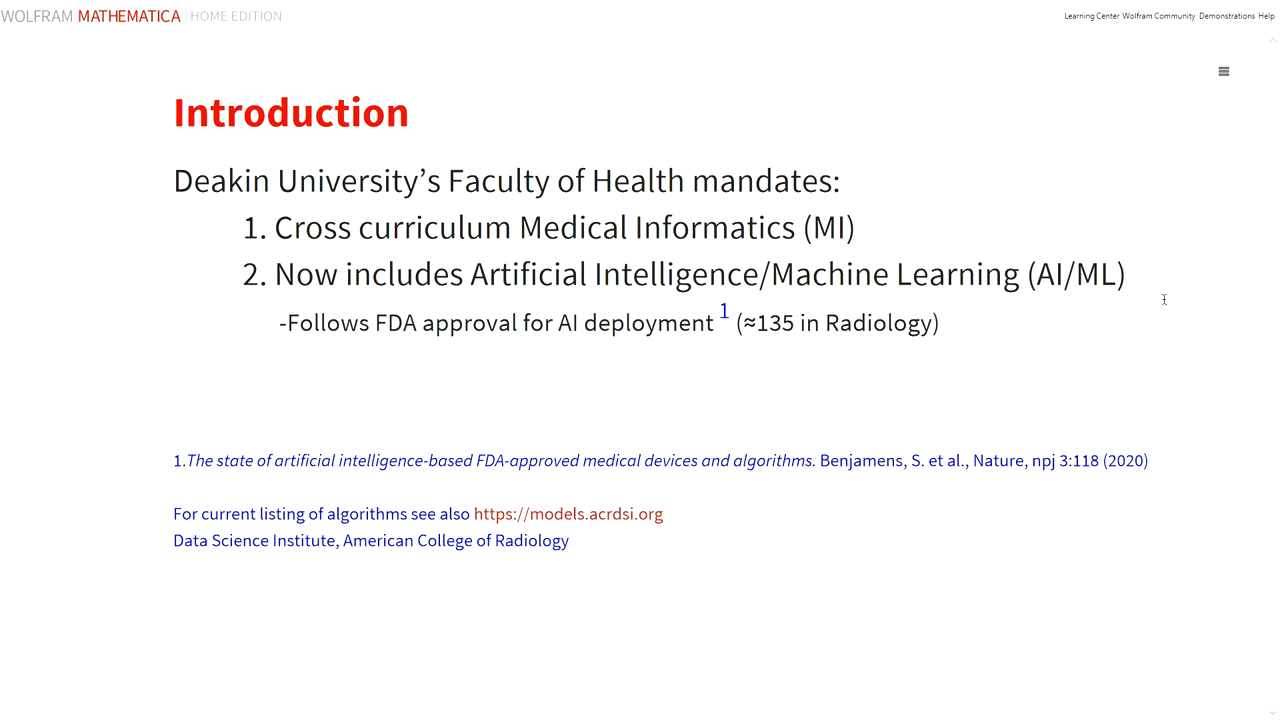 WOLFRAM MATHEMATICA HOME EDITION
Learning Center Wolfram Community Demonstrations Help
Introduction
Deakin University’s Faculty of Health mandates:
1. Cross curriculum Medical Informatics (MI)
2. Now includes Artificial Intelligence/Machine Learning (AI/ML)
-Follows FDA approval for AI deployment 1 (≈135 in Radiology)
1.The state of artificial intelligence-based FDA-approved medical devices and algorithms. Benjamens, S. et al., Nature, npj 3:118 (2020)
For current listing of algorithms see also https://models.acrdsi.org
Data Science Institute, American College of Radiology